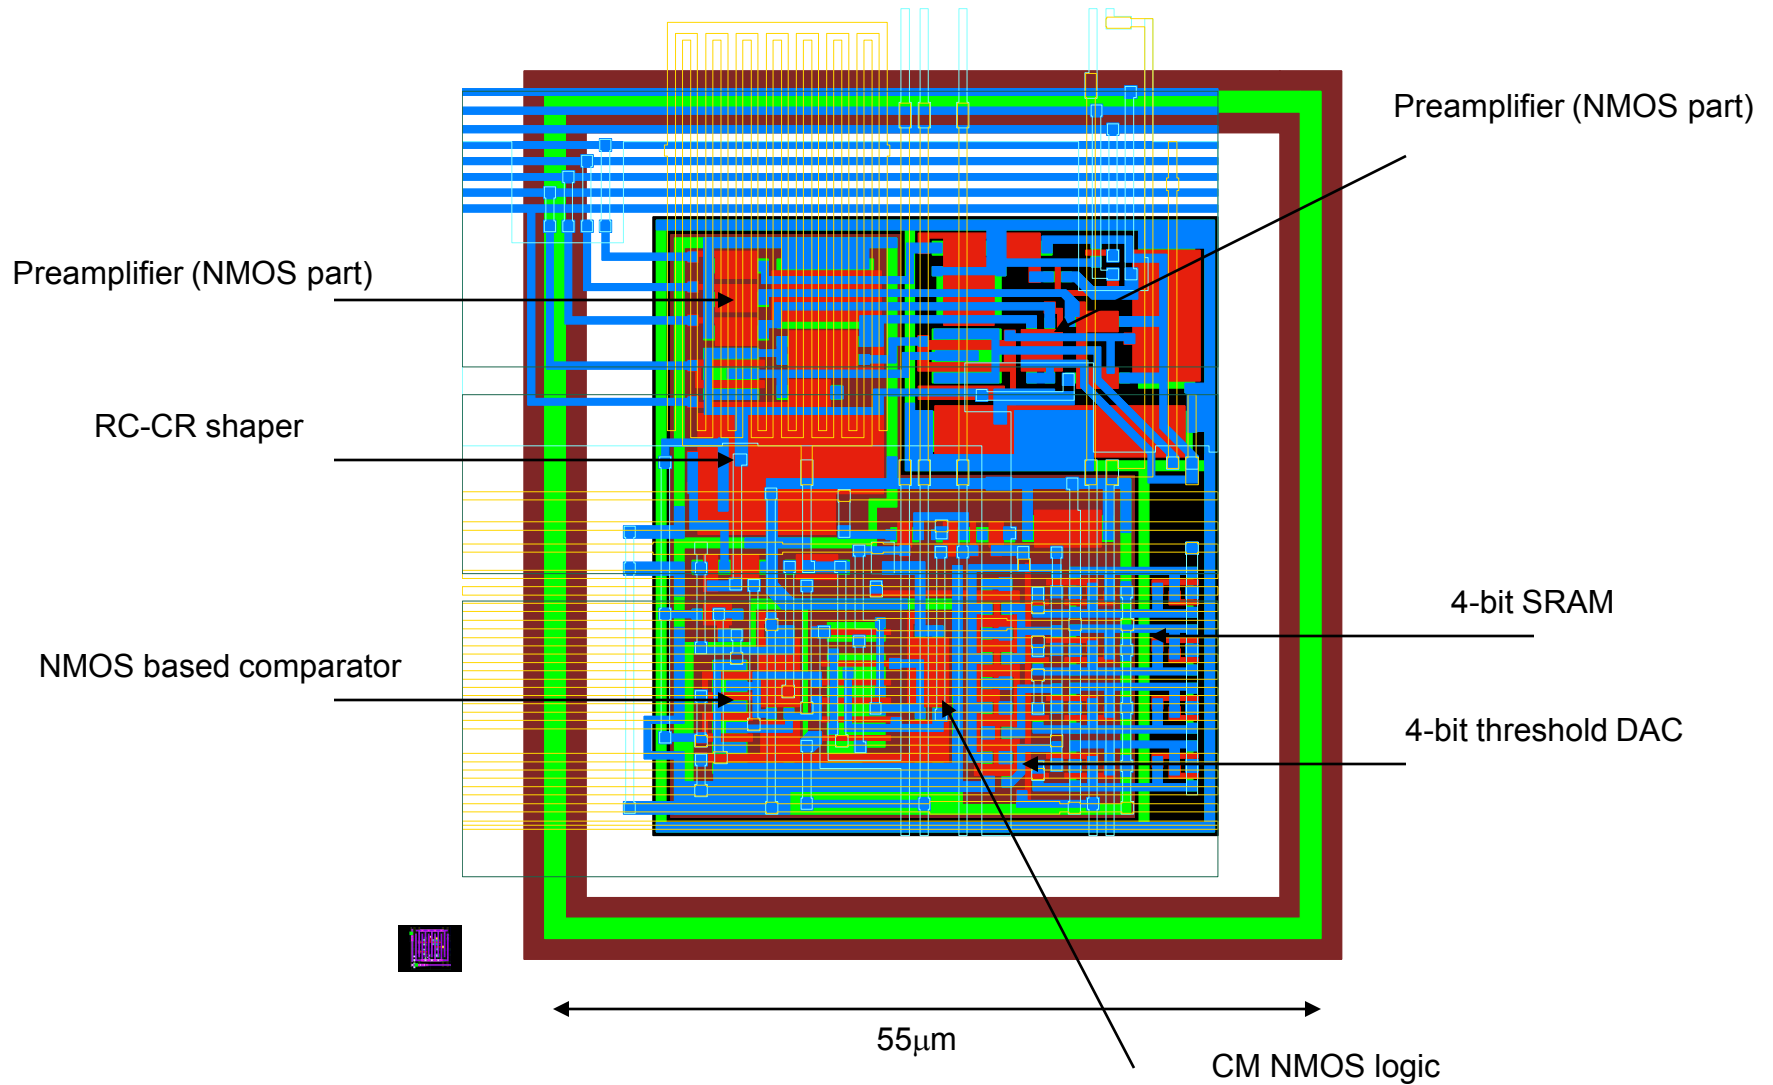 Preamplifier (NMOS part)
Preamplifier (NMOS part)
RC-CR shaper
4-bit SRAM
NMOS based comparator
4-bit threshold DAC
55μm
CM NMOS logic